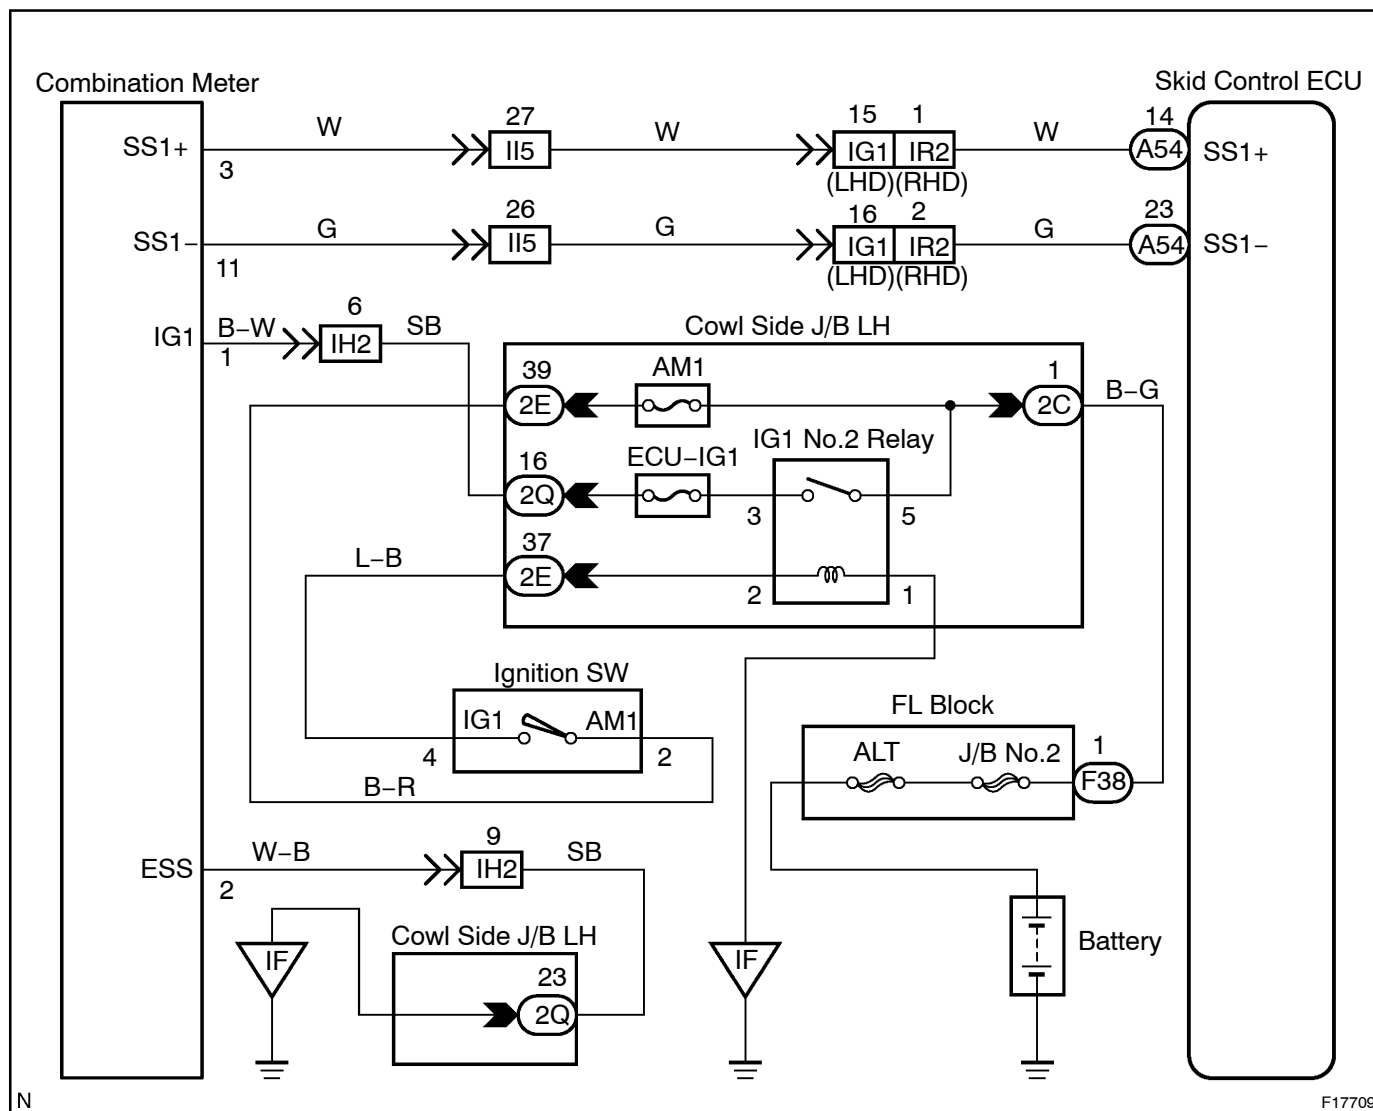 Combination Meter
Skid Control ECU
W 27 W 15 1 W 14
SS1+ II5 IG1 IR2 A54 SS1+
3 (LHD) (RHD)
G 26 G 16 2 G 23
SS1− II5 IG1 IR2 A54 SS1−
11 (LHD) (RHD)
6
IG1 B−W IH2 SB
1
Cowl Side J/B LH
39 AM1 1 B−G
2E 2C
IG1 No.2 Relay
16 ECU−IG1
2Q 3 5
L−B 37
2E 2 1
Ignition SW
IG1 AM1
4 2
B−R
FL Block
ALT J/B No.2 1
F38
9
ESS W−B IH2 SB
2
Cowl Side J/B LH
IF 23 IF Battery
2Q
N F17709